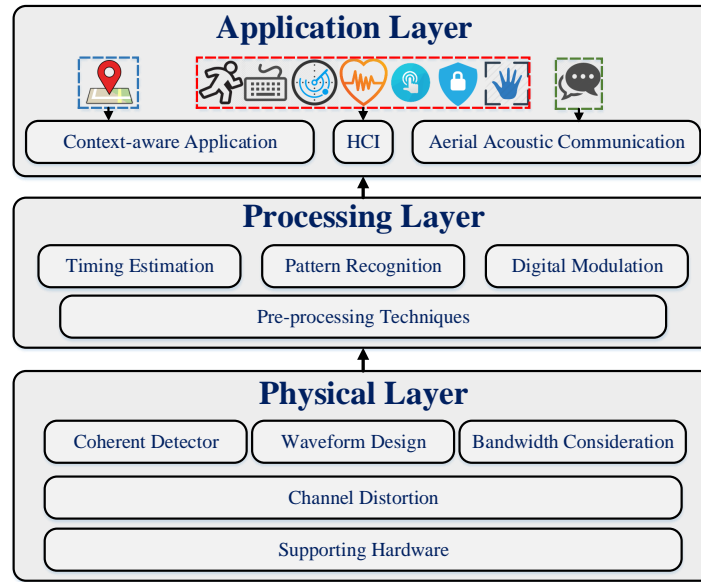 Application Layer
Context-aware Application
HCI
Aerial Acoustic Communication
Processing Layer
Timing Estimation
Pattern Recognition
Digital Modulation
Pre-processing Techniques
Physical Layer
Coherent Detector
Waveform Design
Bandwidth Consideration
Channel Distortion
Supporting Hardware